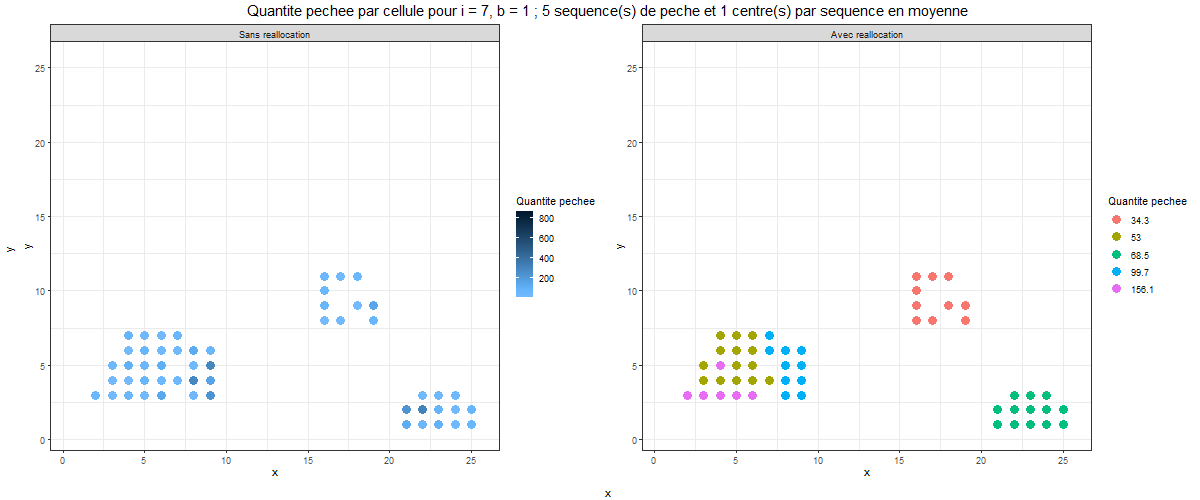 Quantite pechee par cellule pour i = 7, b = 1 ; 5 sequence(s) de peche et 1 centre(s) par sequence en moyenne
Sans reallocation
25
20
15
10
5
0
y
y
0 5 10 15 20 25
x
Quantite pechee
800
600
400
200
Avec reallocation
25
20
15
10
5
0
y
0 5 10 15 20 25
x
Quantite pechee
34.3
53
68.5
99.7
156.1
x